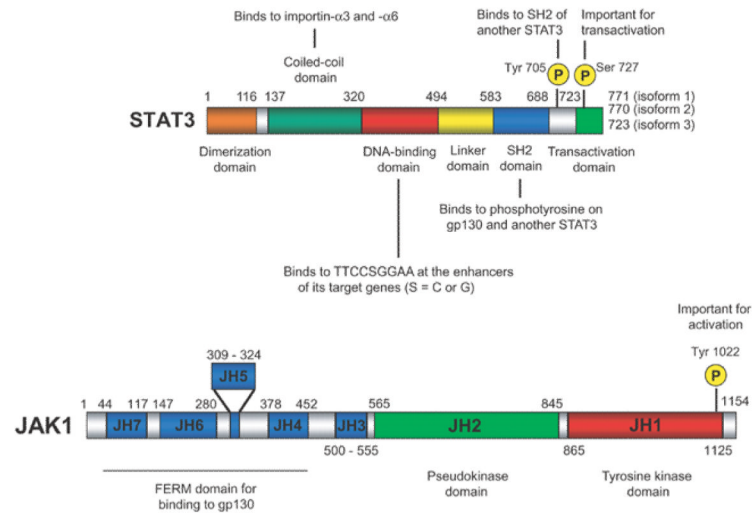 Binds to importin-α3 and -α6
Binds to SH2 of
another STAT3
Important for
transactivation
Coiled-coil
domain
Tyr 705
P
P
Ser 727
1
116
137
320
494
583
688
723
771 (isoform 1)
770 (isoform 2)
723 (isoform 3)
STAT3
Dimerization
domain
DNA-binding
domain
Linker
domain
SH2
domain
Transactivation
domain
Binds to phosphotyrosine on
gp130 and another STAT3
Binds to TTCCSGGAA at the enhancers
of its target genes (S = C or G)
Important for
activation
309 - 324
Tyr 1022
JH5
P
1
44
117
147
280
378
452
565
845
1154
JAK1
JH7
JH6
JH4
JH3
JH2
JH1
500 - 555
865
1125
FERM domain for
binding to gp130
Pseudokinase
domain
Tyrosine kinase
domain